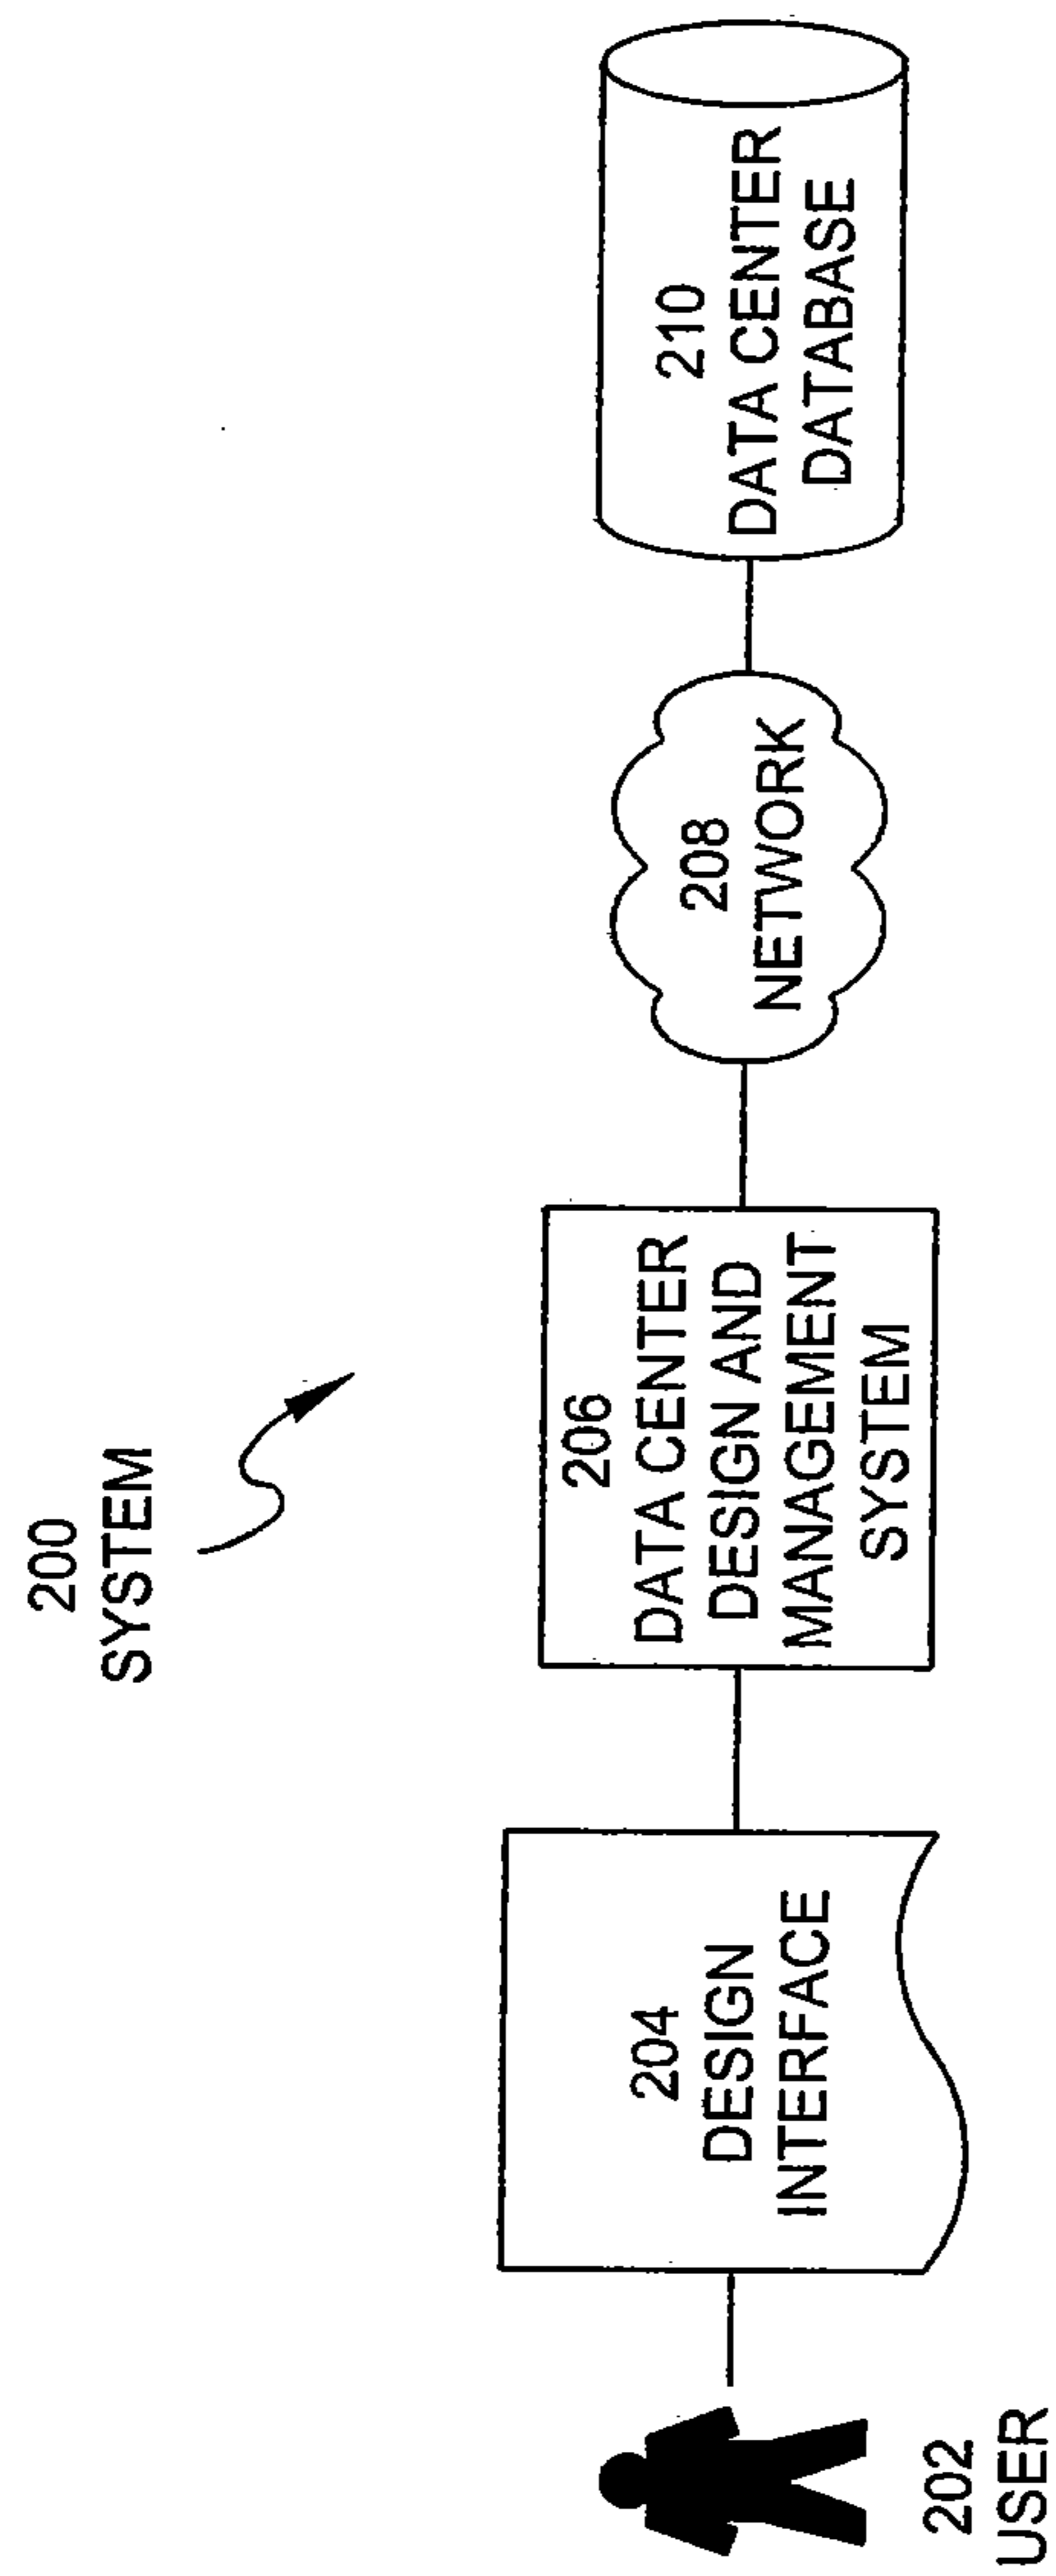 200
SYSTEM
202
USER
204
DESIGN
INTERFACE
206
DATA CENTER
DESIGN AND
MANAGEMENT
SYSTEM
208
NETWORK
210
DATA CENTER
DATABASE